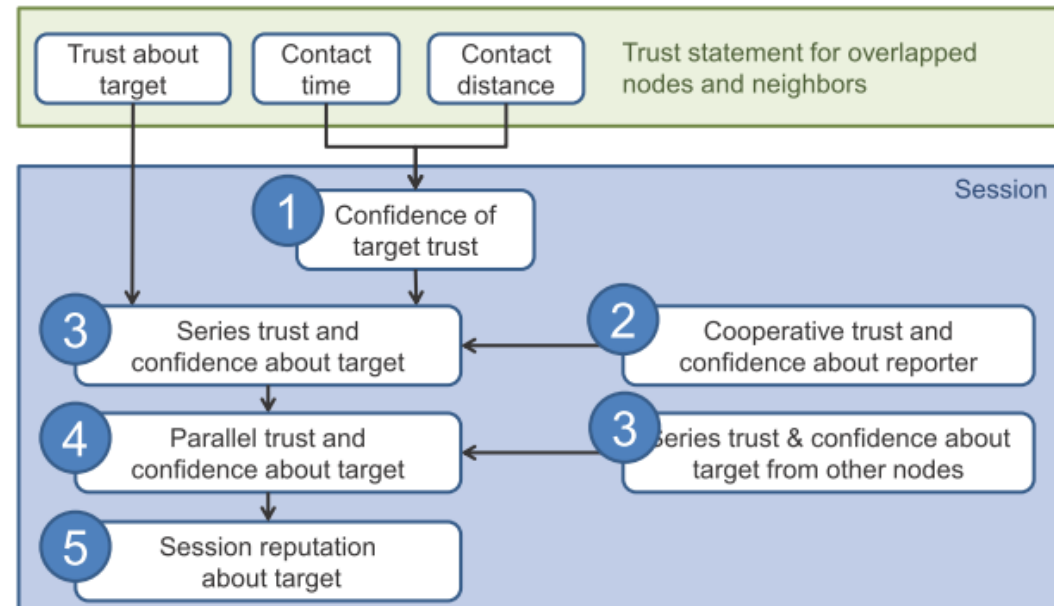 Trust about
target
Contact
time
Contact
distance
Trust statement for overlapped
nodes and neighbors
Session
1
Confidence of
target trust
3
Series trust and
confidence about target
2
Cooperative trust and
confidence about reporter
4
Parallel trust and
confidence about target
3
Series trust & confidence about
target from other nodes
5
Session reputation
about target